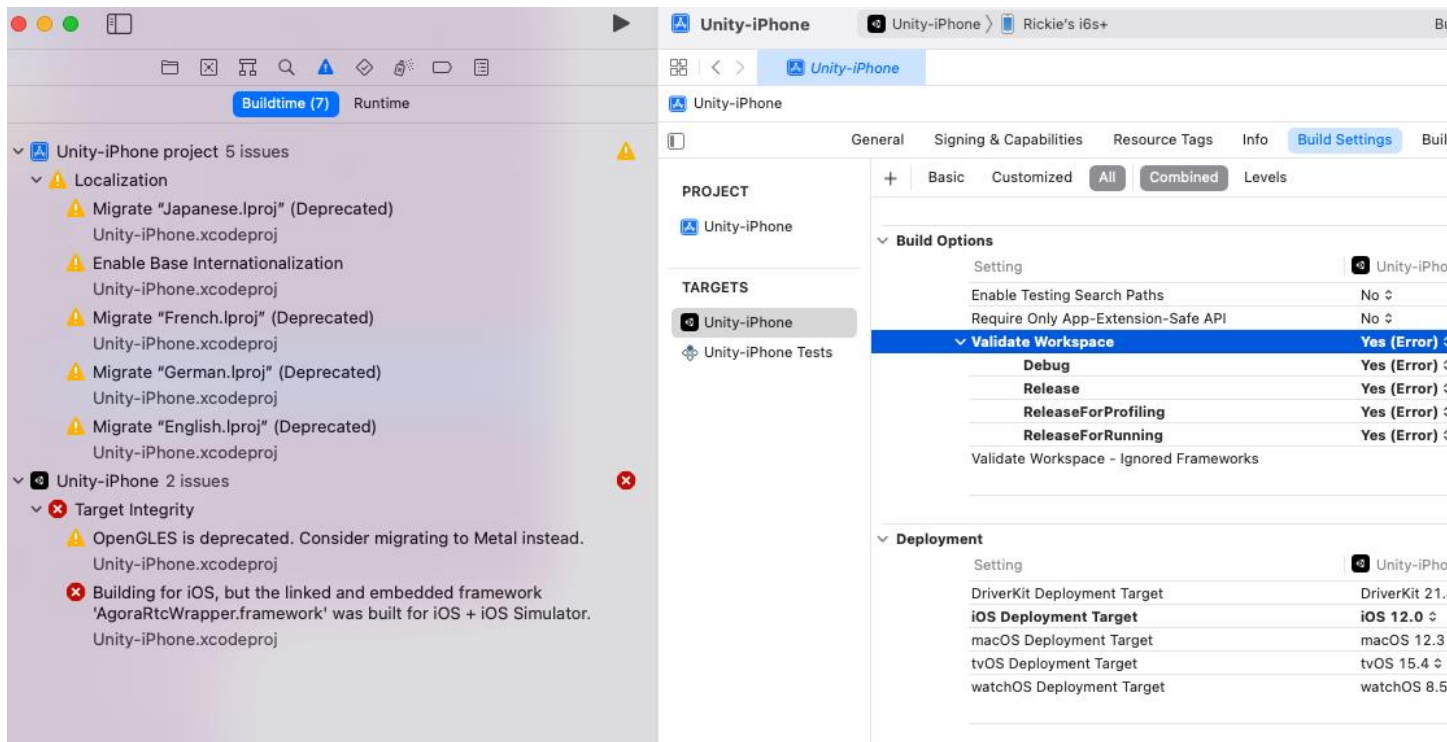 Buildtime (7) Runtime
Unity-iPhone project 5 issues
Localization
Migrate “Japanese.lproj” (Deprecated)
Unity-iPhone.xcodeproj
Enable Base Internationalization
Unity-iPhone.xcodeproj
Migrate “French.lproj” (Deprecated)
Unity-iPhone.xcodeproj
Migrate “German.lproj” (Deprecated)
Unity-iPhone.xcodeproj
Migrate “English.lproj” (Deprecated)
Unity-iPhone.xcodeproj
Unity-iPhone 2 issues
Target Integrity
OpenGLES is deprecated. Consider migrating to Metal instead.
Unity-iPhone.xcodeproj
Building for iOS, but the linked and embedded framework
'AgoraRtcWrapper.framework' was built for iOS + iOS Simulator.
Unity-iPhone.xcodeproj
Unity-iPhone Unity-iPhone 〉 Rickie's i6s+ Bu
Unity-iPhone
Unity-iPhone
General Signing & Capabilities Resource Tags Info Build Settings Buil
PROJECT
Unity-iPhone
TARGETS
Unity-iPhone
Unity-iPhone Tests
+ Basic Customized All Combined Levels
Build Options
Setting Unity-iPho
Enable Testing Search Paths No
Require Only App-Extension-Safe API No
Validate Workspace Yes (Error)
Debug Yes (Error)
Release Yes (Error)
ReleaseForProfiling Yes (Error)
ReleaseForRunning Yes (Error)
Validate Workspace - Ignored Frameworks
Deployment
Setting Unity-iPho
DriverKit Deployment Target DriverKit 21.
iOS Deployment Target iOS 12.0
macOS Deployment Target macOS 12.3
tvOS Deployment Target tvOS 15.4
watchOS Deployment Target watchOS 8.5